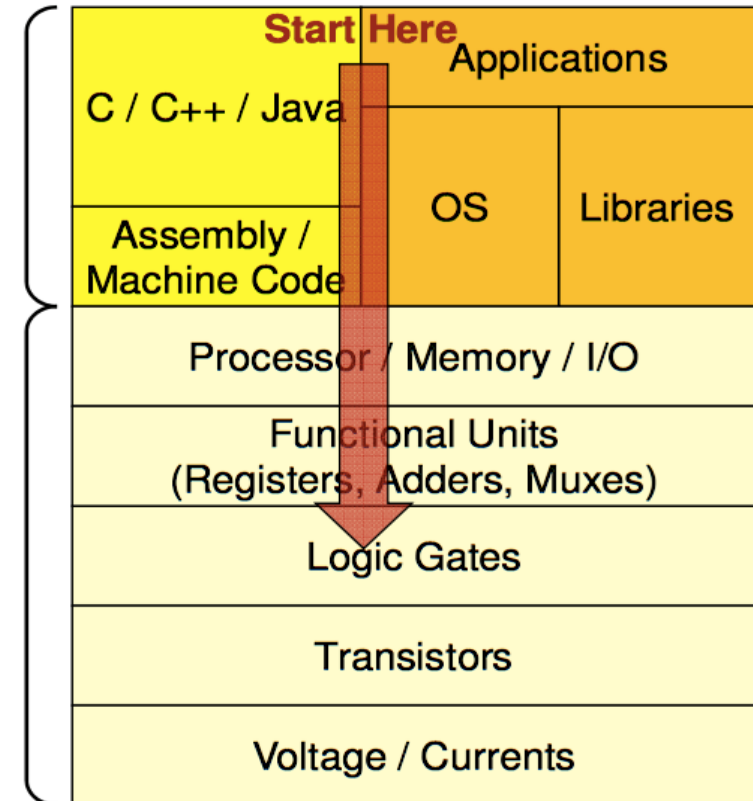 Start Here
Applications
C / C++ / Java
OS
Libraries
Assembly /
Machine Code
Processor / Memory / I/O
Functional Units
(Registers, Adders, Muxes)
Logic Gates
Transistors
Voltage / Currents